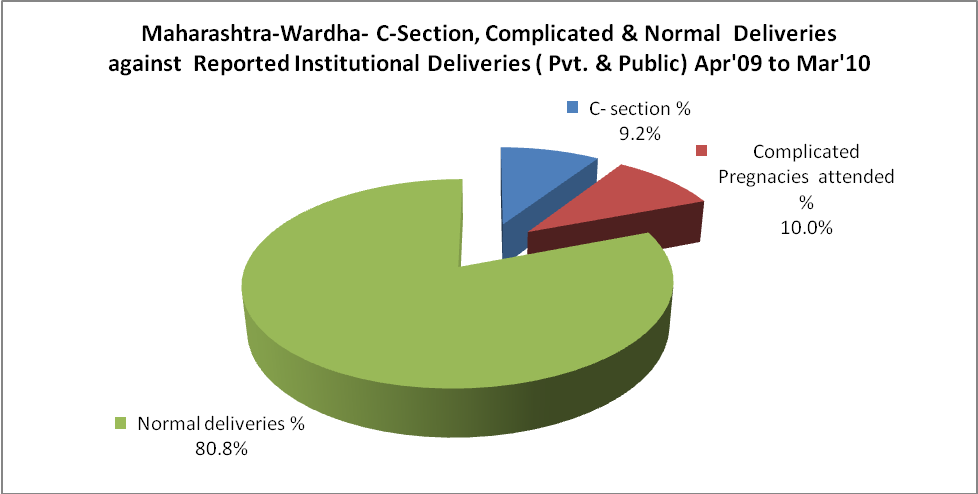 Maharashtra-Wardha- C-Section, Complicated & Normal Deliveries
against Reported Institutional Deliveries ( Pvt. & Public) Apr'09 to Mar'10
C- section %
9.2%
Complicated
Pregnacies attended
%
10.0%
Normal deliveries %
80.8%